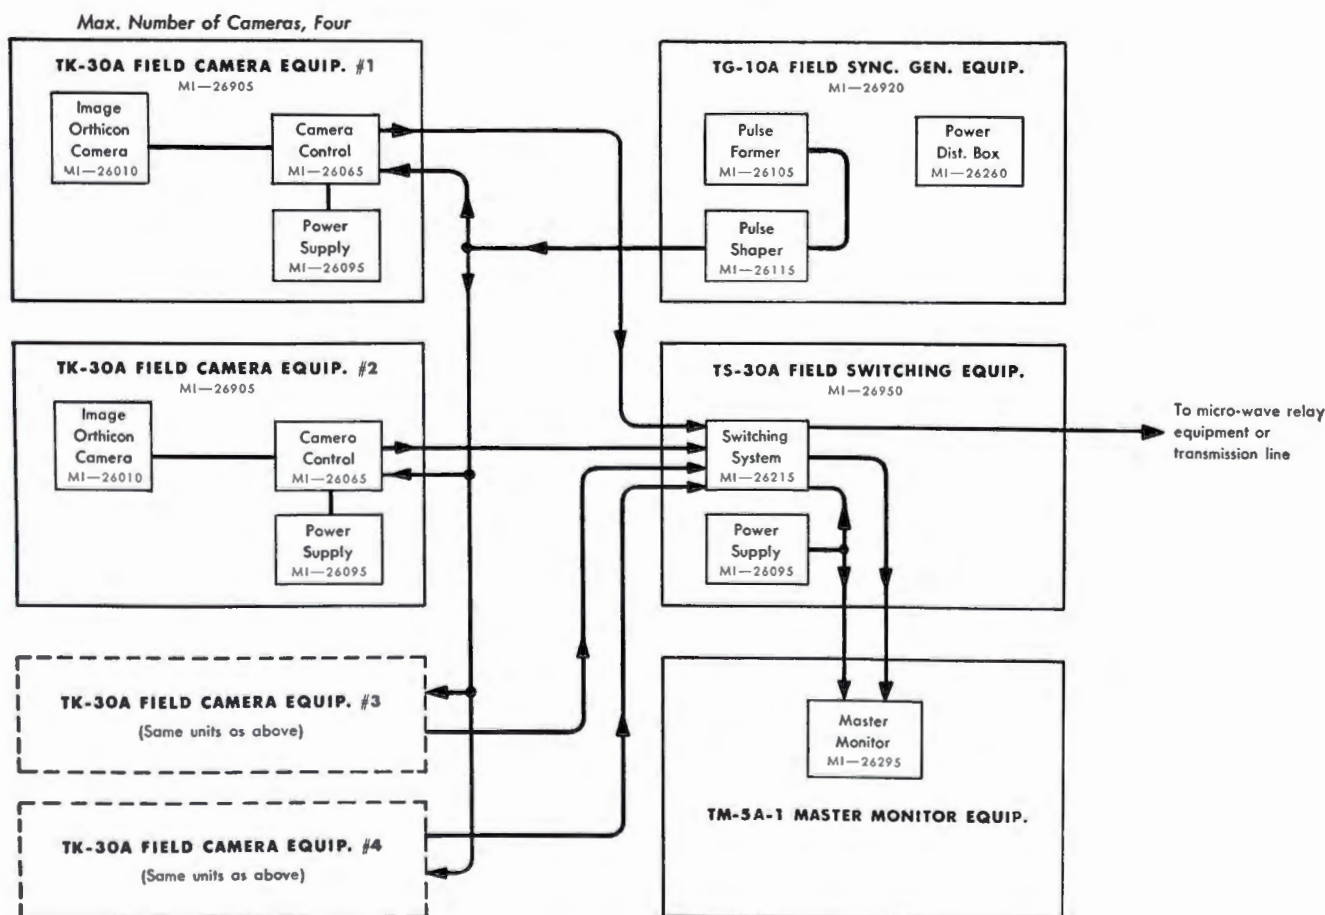 Max. Number of Cameras, Four
TK-30A FIELD CAMERA EQUIP. #1
MI—26905
Image
Orthicon
Camera
MI—26010
Camera
Control
MI—26065
Power
Supply
MI—26095
TG-10A FIELD SYNC. GEN. EQUIP.
MI—26920
Pulse
Former
MI—26105
Power
Dist. Box
MI—26260
Pulse
Shaper
MI—26115
TK-30A FIELD CAMERA EQUIP. #2
MI—26905
Image
Orthicon
Camera
MI—26010
Camera
Control
MI—26065
Power
Supply
MI—26095
TS-30A FIELD SWITCHING EQUIP.
MI—26950
Switching
System
MI—26215
Power
Supply
MI—26095
To micro-wave relay
equipment or
transmission line
TK-30A FIELD CAMERA EQUIP. #3
(Same units as above)
Master
Monitor
MI—26295
TM-5A-1 MASTER MONITOR EQUIP.
TK-30A FIELD CAMERA EQUIP. #4
(Same units as above)